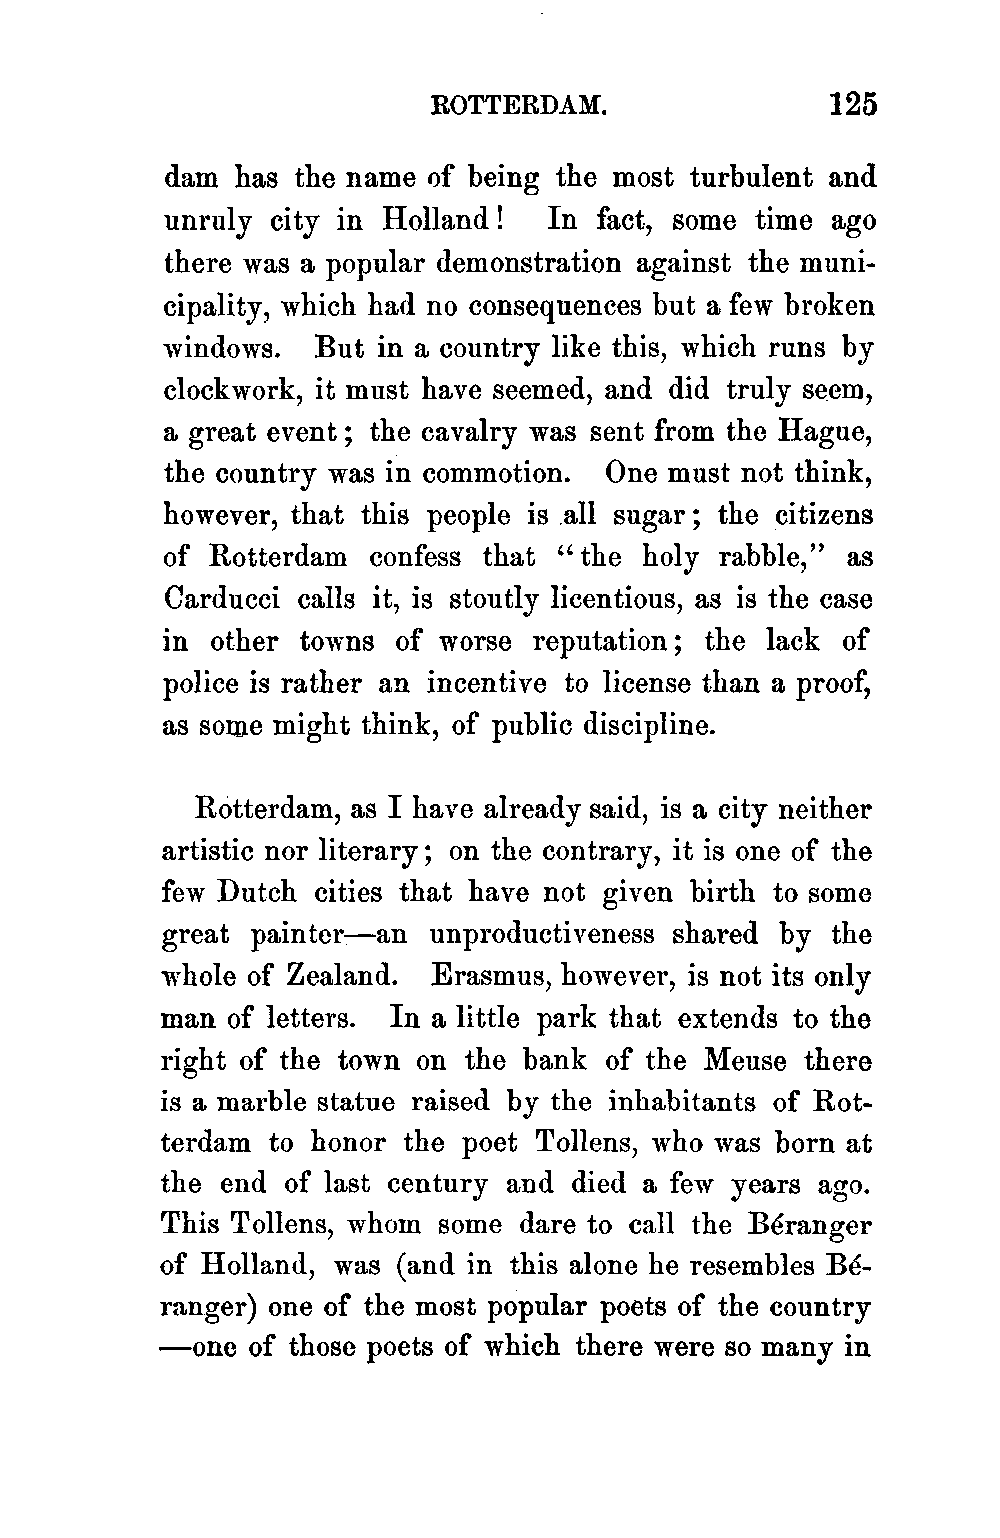 ROTTERDAM. 125
dam has the name of being the most turbulent and
unruly city in Holland! In fact, some time ago
there was a popular demonstration against the muni-
cipality, which had no consequences but a few broken
windows. But in a country like this, which runs by
clockwork, it must have seemed, and did truly seem,
a great event; the cavalry was sent from the Hague,
the country was in commotion. One must not think,
however, that this people is all sugar; the citizens
of Rotterdam confess that “the holy rabble,” as
Carducci calls it, is stoutly licentious, as is the case
in other towns of worse reputation; the lack of
police is rather an incentive to license than a proof,
as some might think, of public discipline.
Rotterdam, as I have already said, is a city neither
artistic nor literary; on the contrary, it is one of the
few Dutch cities that have not given birth to some
great painter—an unproductiveness shared by the
whole of Zealand. Erasmus, however, is not its only
man of letters. In a little park that extends to the
right of the town on the bank of the Meuse there
is a marble statue raised by the inhabitants of Rot-
terdam to honor the poet Tollens, who was born at
the end of last century and died a few years ago.
This Tollens, whom some dare to call the Béranger
of Holland, was (and in this alone he resembles Bé-
ranger) one of the most popular poets of the country
—one of those poets of which there were so many in